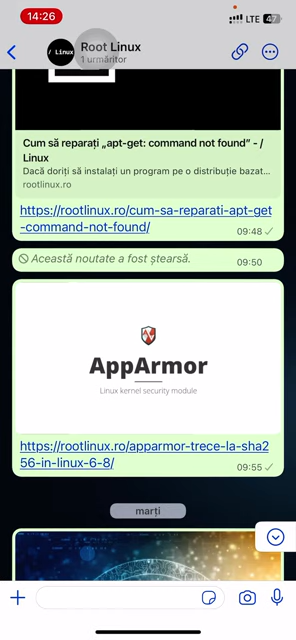 14:26
LTE 47
/ Linux
Root Linux
1 urmăritor
Cum să reparați „apt-get: command not found” - /
Linux
Dacă doriți să instalați un program pe o distribuție bazat...
rootlinux.ro
https://rootlinux.ro/cum-sa-reparati-apt-get
-command-not-found/
09:48
Această noutate a fost ștearsă.
09:50
AppArmor
Linux kernel security module
https://rootlinux.ro/apparmor-trece-la-sha2
56-in-linux-6-8/
09:55
marți